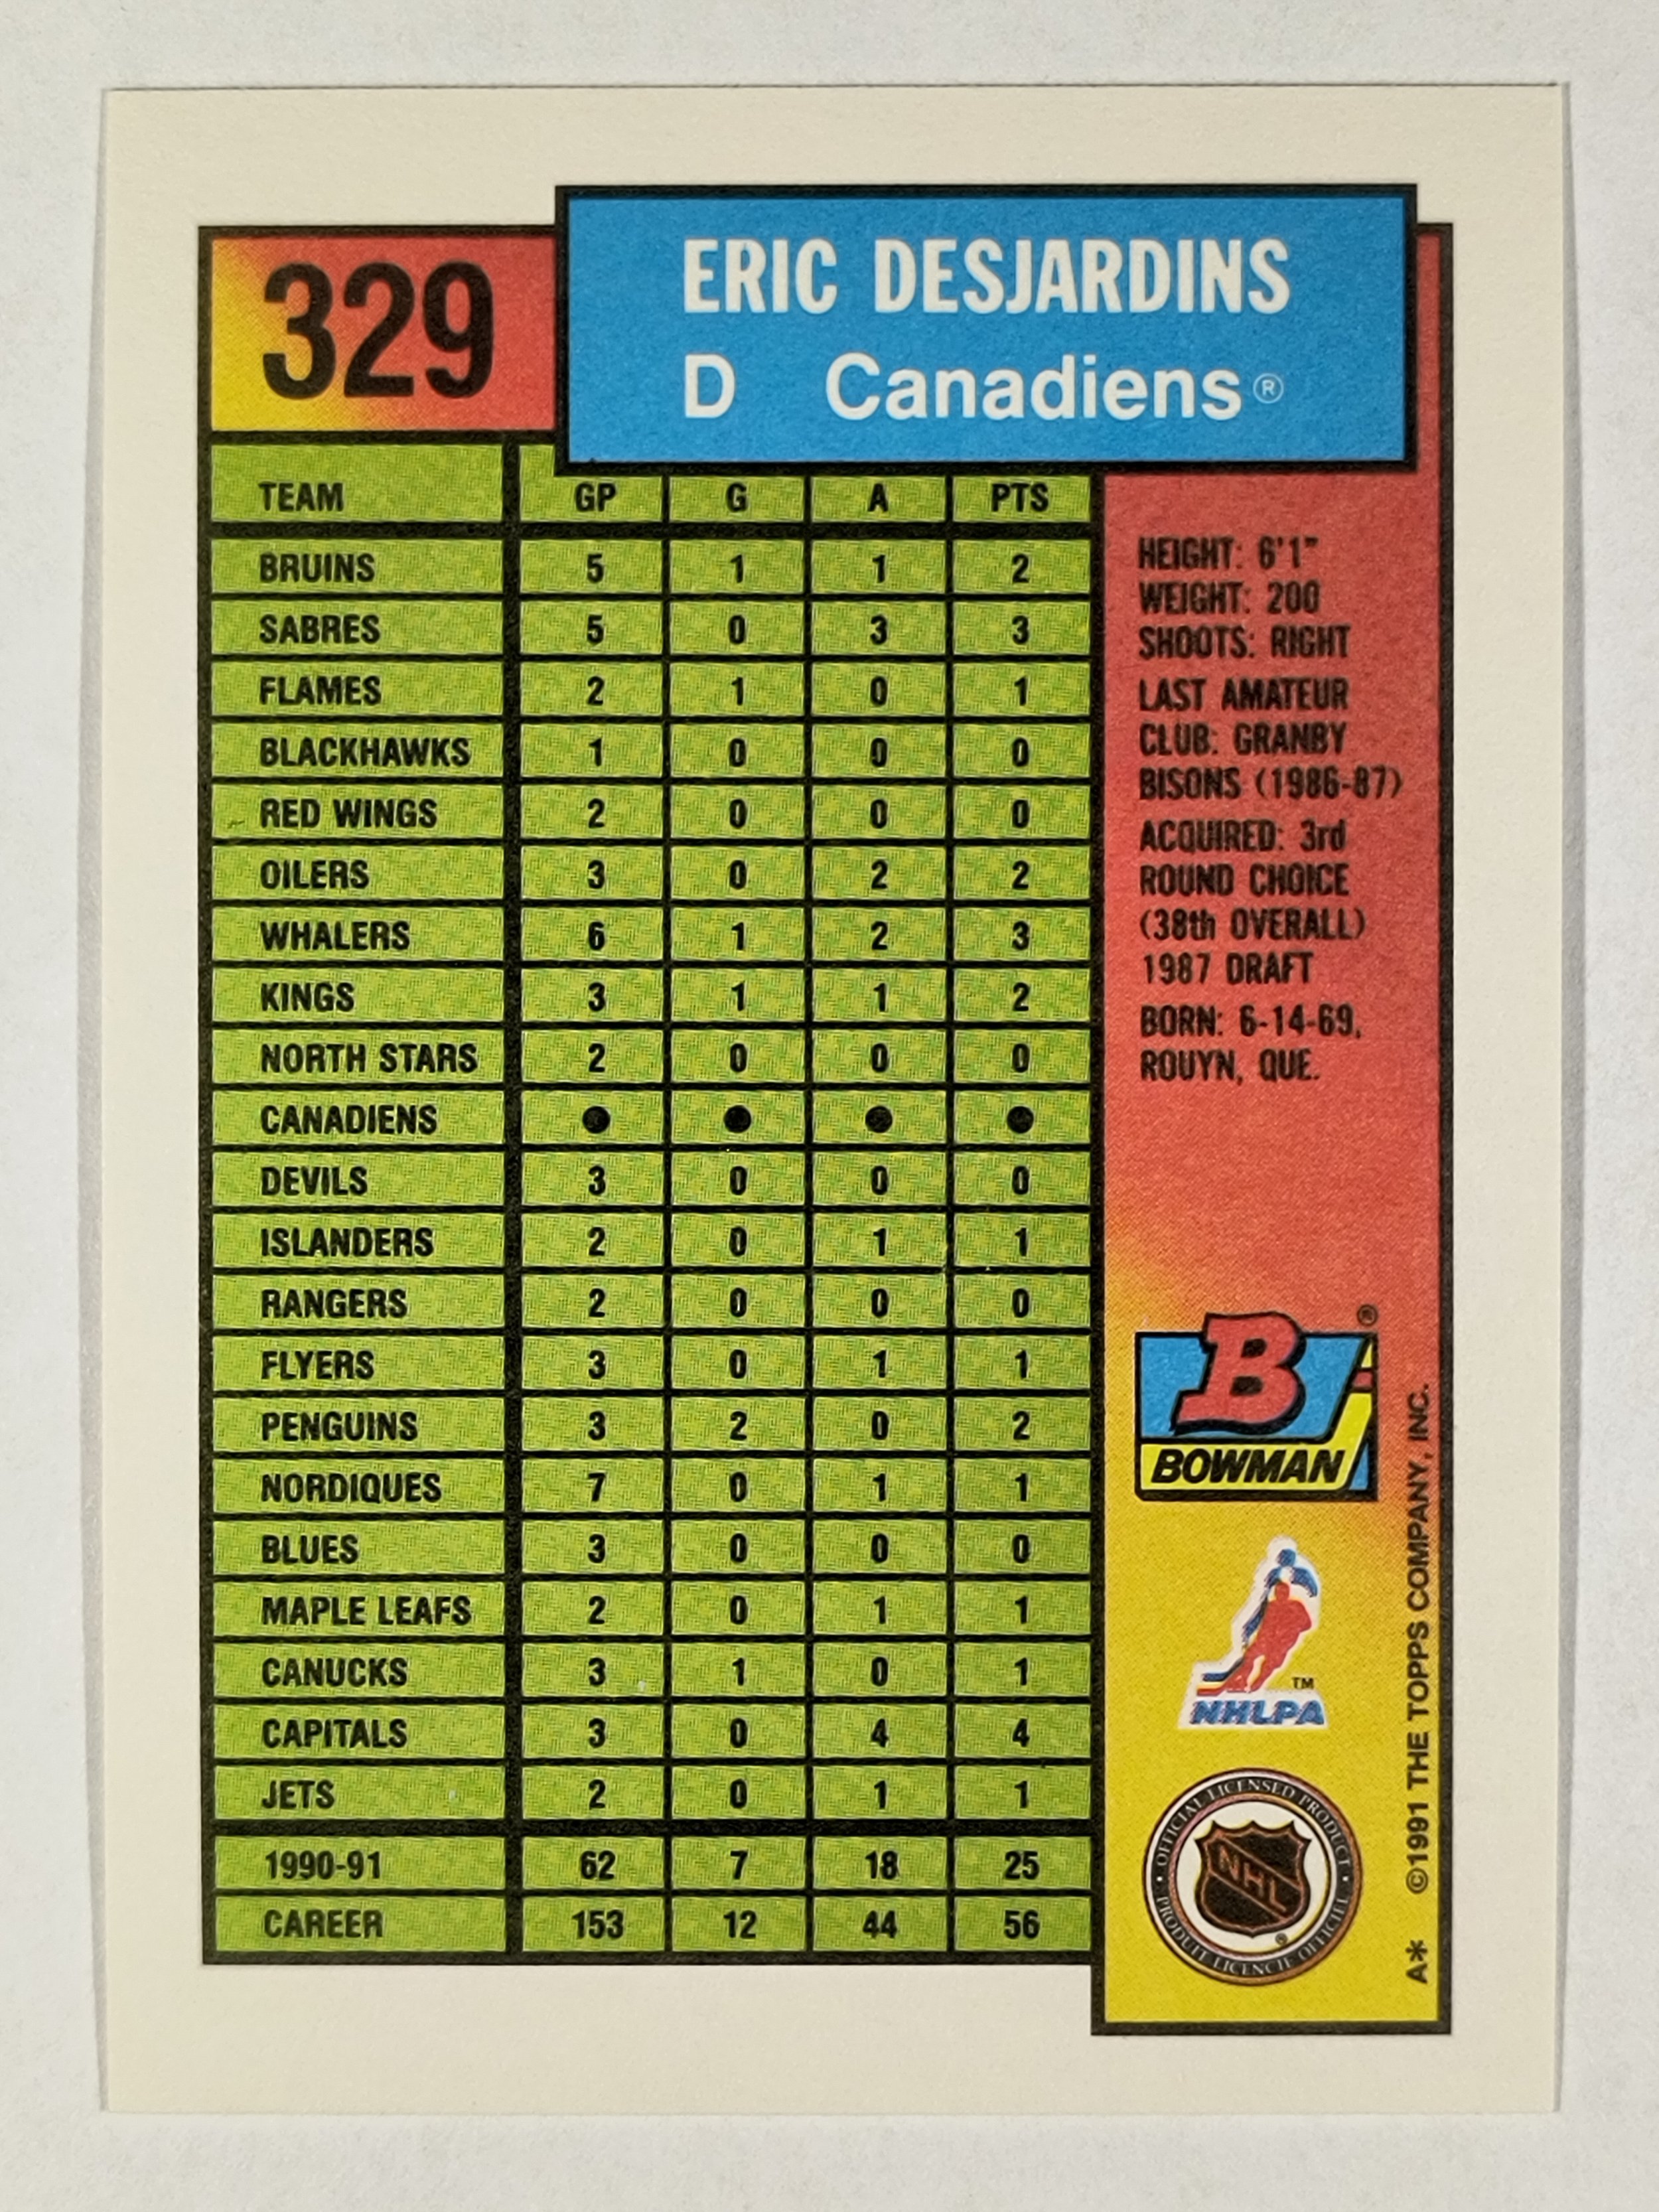 329
ERIC DESJARDINS
D Canadiens®
TEAM GP G A PTS
BRUINS 5 1 1 2
SABRES 5 0 3 3
FLAMES 2 1 0 1
BLACKHAWKS 1 0 0 0
RED WINGS 2 0 0 0
OILERS 3 0 2 2
WHALERS 6 1 2 3
KINGS 3 1 1 2
NORTH STARS 2 0 0 0
CANADIENS ● ● ● ●
DEVILS 3 0 0 0
ISLANDERS 2 0 1 1
RANGERS 2 0 0 0
FLYERS 3 0 1 1
PENGUINS 3 2 0 2
NORDIQUES 7 0 1 1
BLUES 3 0 0 0
MAPLE LEAFS 2 0 1 1
CANUCKS 3 1 0 1
CAPITALS 3 0 4 4
JETS 2 0 1 1
1990-91 62 7 18 25
CAREER 153 12 44 56
HEIGHT: 6'1"
WEIGHT: 200
SHOOTS: RIGHT
LAST AMATEUR
CLUB: GRANBY
BISONS (1986-87)
ACQUIRED: 3rd
ROUND CHOICE
(38th OVERALL)
1987 DRAFT
BORN: 6-14-69,
ROUYN, QUE.
B ®
BOWMAN
TM
NHLPA
• OFFICIAL LICENSED PRODUCT •
NHL ®
PRODUIT LICENCIE OFFICIEL
A* ©1991 THE TOPPS COMPANY, INC.